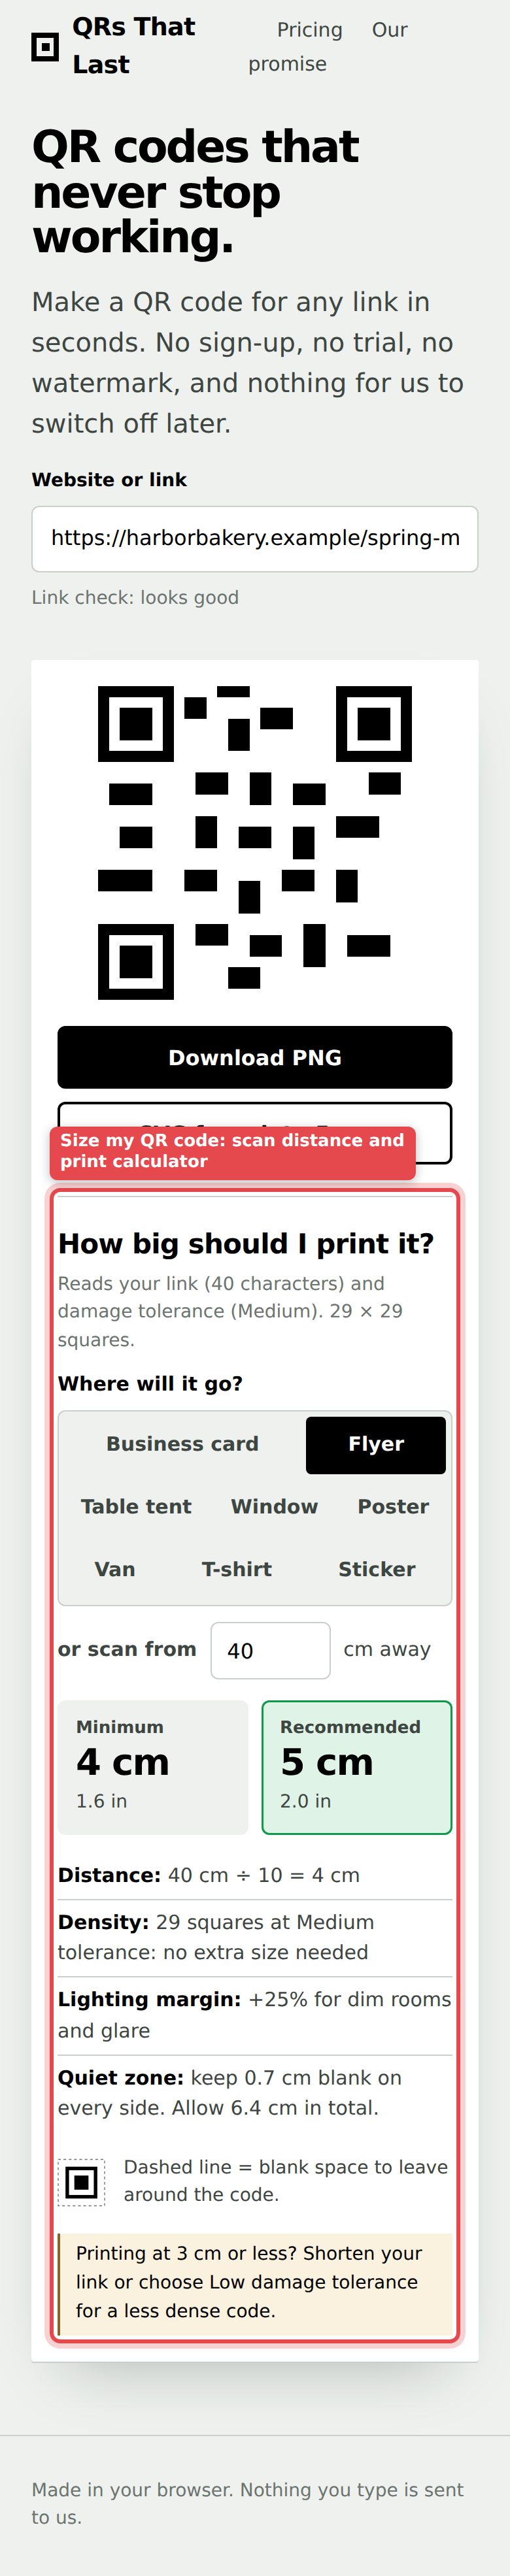 QRs That
Last
Pricing Our
promise
QR codes that
never stop
working.
Make a QR code for any link in
seconds. No sign-up, no trial, no
watermark, and nothing for us to
switch off later.
Website or link
https://harborbakery.example/spring-m
Link check: looks good
Download PNG
Size my QR code: scan distance and
print calculator
How big should I print it?
Reads your link (40 characters) and
damage tolerance (Medium). 29 × 29
squares.
Where will it go?
Business card Flyer
Table tent Window Poster
Van T-shirt Sticker
or scan from 40 cm away
Minimum
4 cm
1.6 in
Recommended
5 cm
2.0 in
Distance: 40 cm ÷ 10 = 4 cm
Density: 29 squares at Medium
tolerance: no extra size needed
Lighting margin: +25% for dim rooms
and glare
Quiet zone: keep 0.7 cm blank on
every side. Allow 6.4 cm in total.
Dashed line = blank space to leave
around the code.
Printing at 3 cm or less? Shorten your
link or choose Low damage tolerance
for a less dense code.
Made in your browser. Nothing you type is sent
to us.